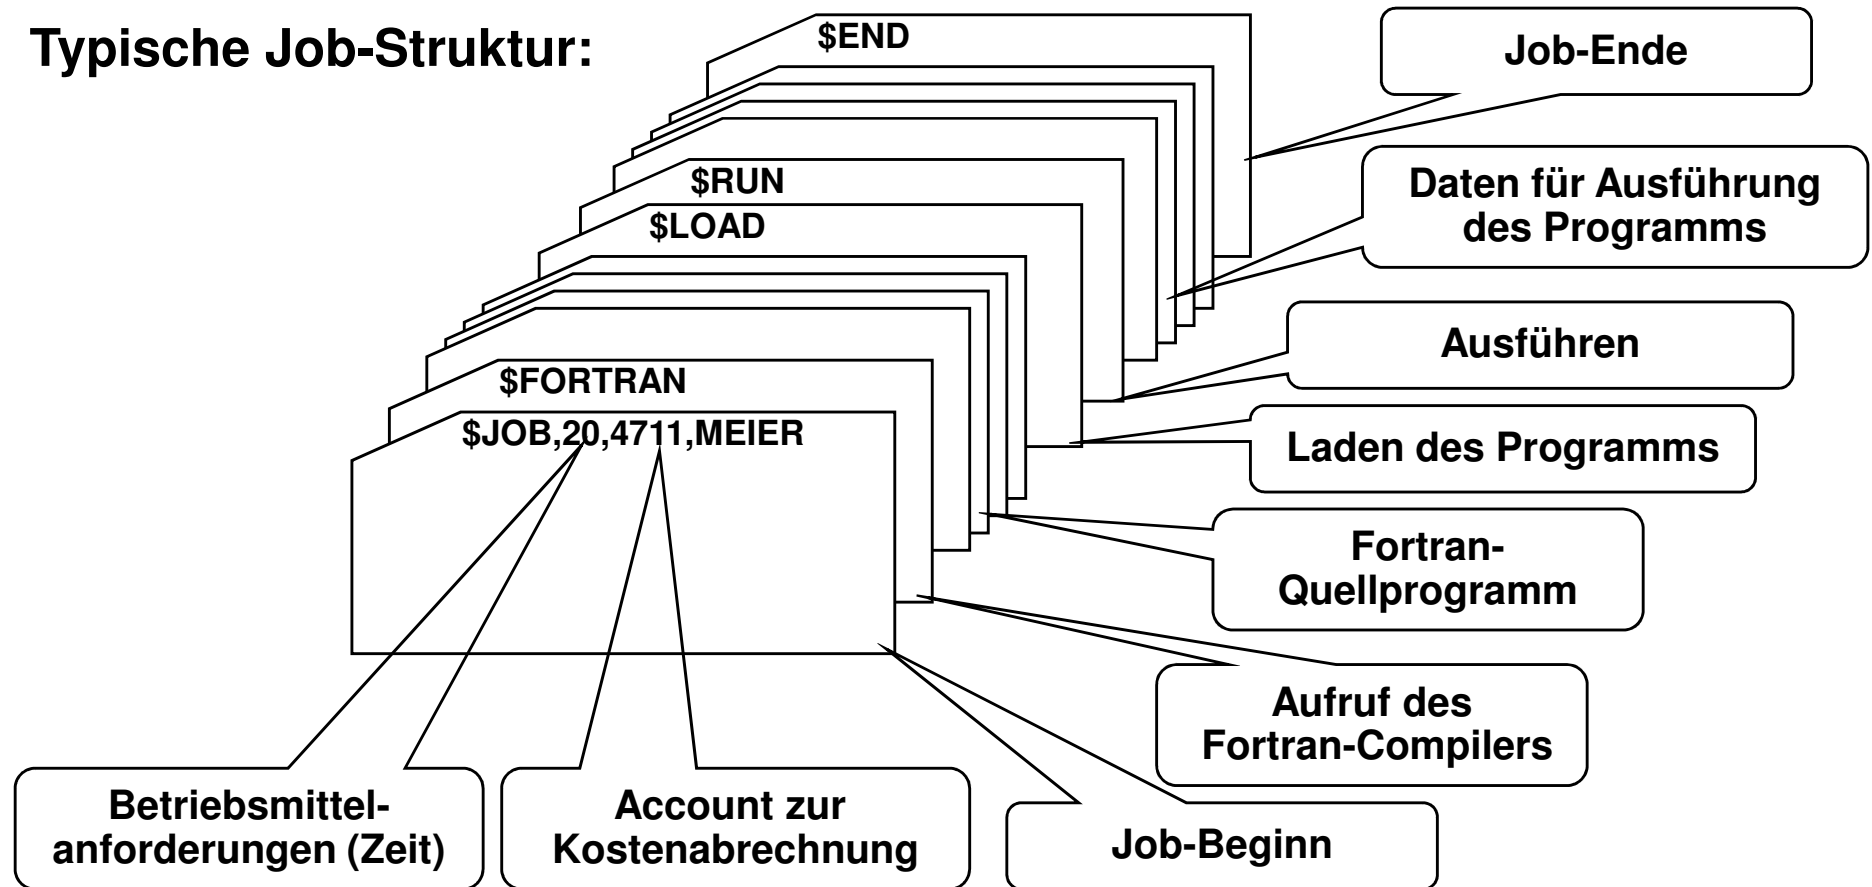 Typische Job-Struktur:
$END
$RUN
$LOAD
$FORTRAN
$JOB,20,4711,MEIER
Job-Ende
Daten für Ausführung
des Programms
Ausführen
Laden des Programms
Fortran-
Quellprogramm
Aufruf des
Fortran-Compilers
Betriebsmittel-
anforderungen (Zeit)
Account zur
Kostenabrechnung
Job-Beginn